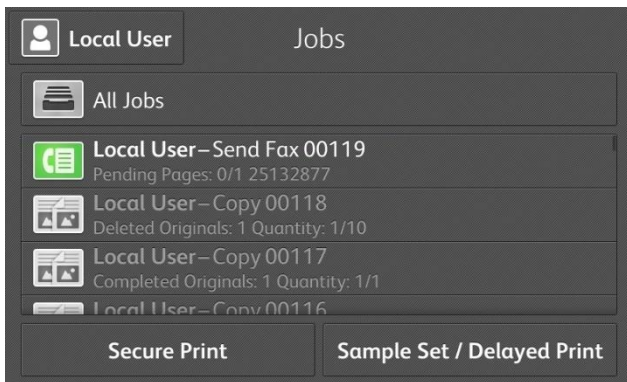 Local User
Jobs
All Jobs
Local User–Send Fax 00119
Pending Pages: 0/1 25132877
Local User–Copy 00118
Deleted Originals: 1 Quantity: 1/10
Local User–Copy 00117
Completed Originals: 1 Quantity: 1/1
Local User–Copy 00116
Secure Print
Sample Set / Delayed Print